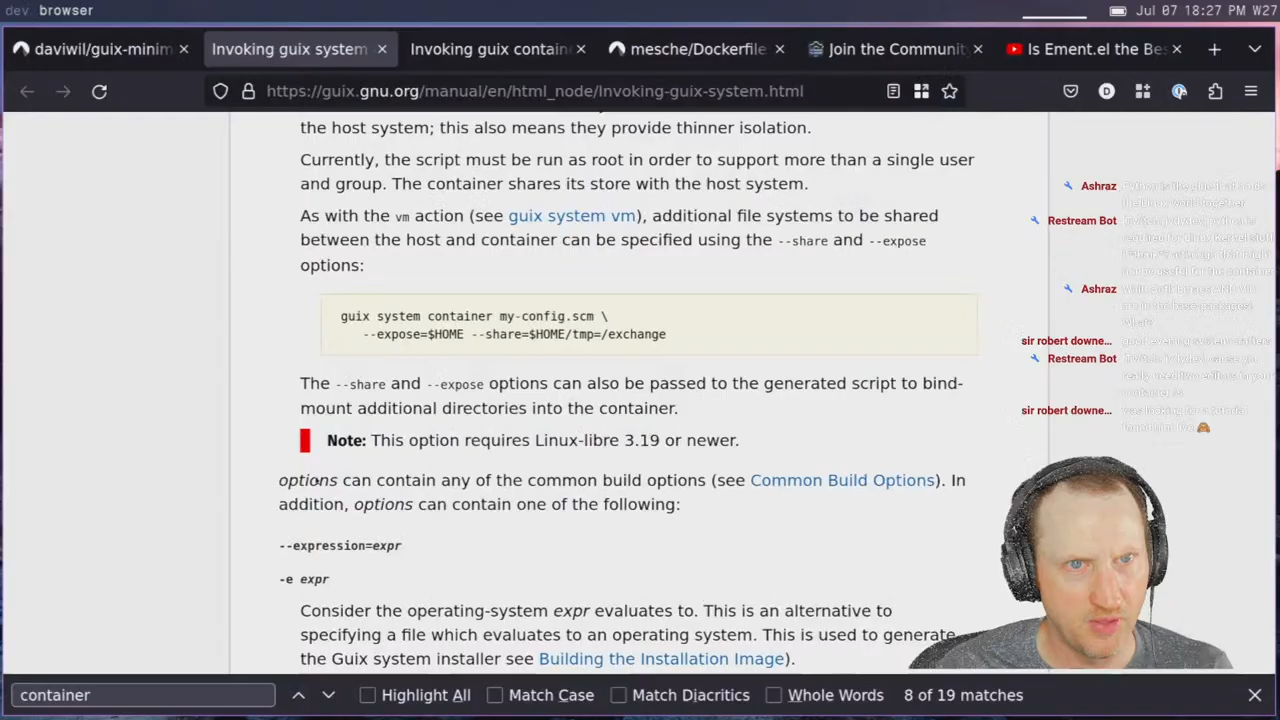 dev browser
Jul 07 18:27 PM W27
daviwil/guix-minim
Invoking guix system
Invoking guix contain
mesche/Dockerfile
Join the Community
Is Ement.el the Bes
https://guix.gnu.org/manual/en/html_node/Invoking-guix-system.html
the host system; this also means they provide thinner isolation.
Currently, the script must be run as root in order to support more than a single user
and group. The container shares its store with the host system.
As with the vm action (see guix system vm), additional file systems to be shared
between the host and container can be specified using the --share and --expose
options:
guix system container my-config.scm \
--expose=$HOME --share=$HOME/tmp=/exchange
The --share and --expose options can also be passed to the generated script to bind-
mount additional directories into the container.
Note: This option requires Linux-libre 3.19 or newer.
options can contain any of the common build options (see Common Build Options). In
addition, options can contain one of the following:
--expression=expr
-e expr
Consider the operating-system expr evaluates to. This is an alternative to
specifying a file which evaluates to an operating system. This is used to generate
the Guix system installer see Building the Installation Image).
Ashraz
Restream Bot
Ashraz
sir robert downe...
Restream Bot
sir robert downe...
container
Highlight All
Match Case
Match Diacritics
Whole Words
8 of 19 matches